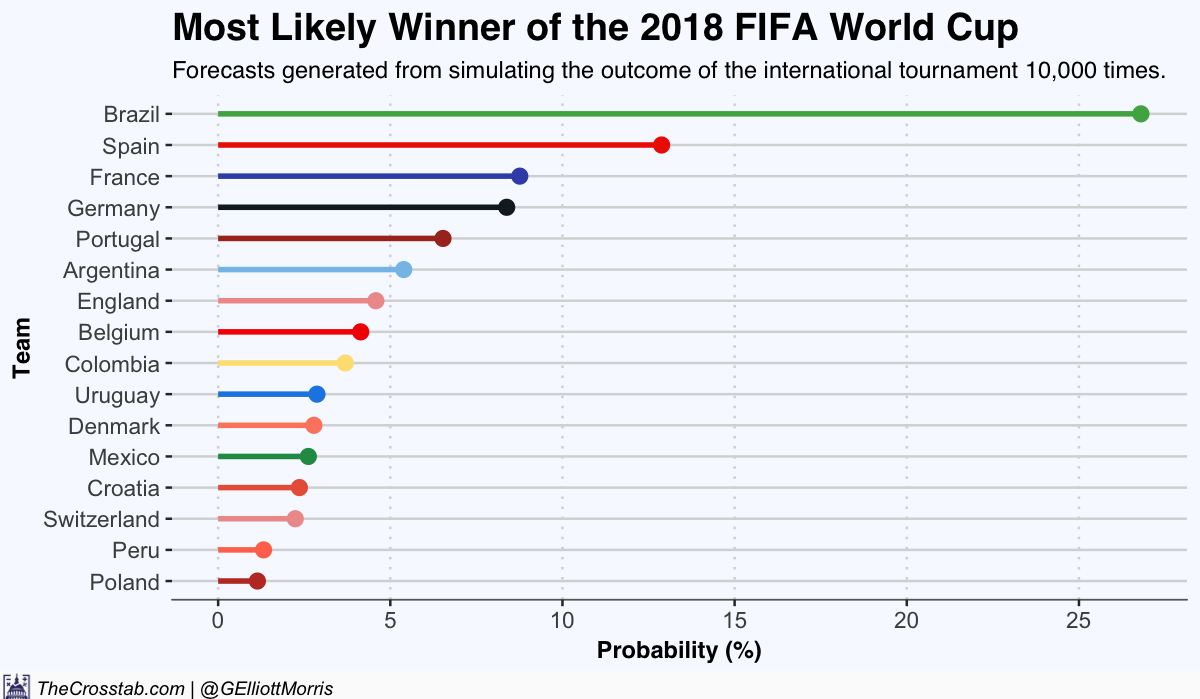 Most Likely Winner of the 2018 FIFA World Cup
Forecasts generated from simulating the outcome of the international tournament 10,000 times.
Team
Brazil
Spain
France
Germany
Portugal
Argentina
England
Belgium
Colombia
Uruguay
Denmark
Mexico
Croatia
Switzerland
Peru
Poland
0 5 10 15 20 25
Probability (%)
TheCrosstab.com | @GElliottMorris